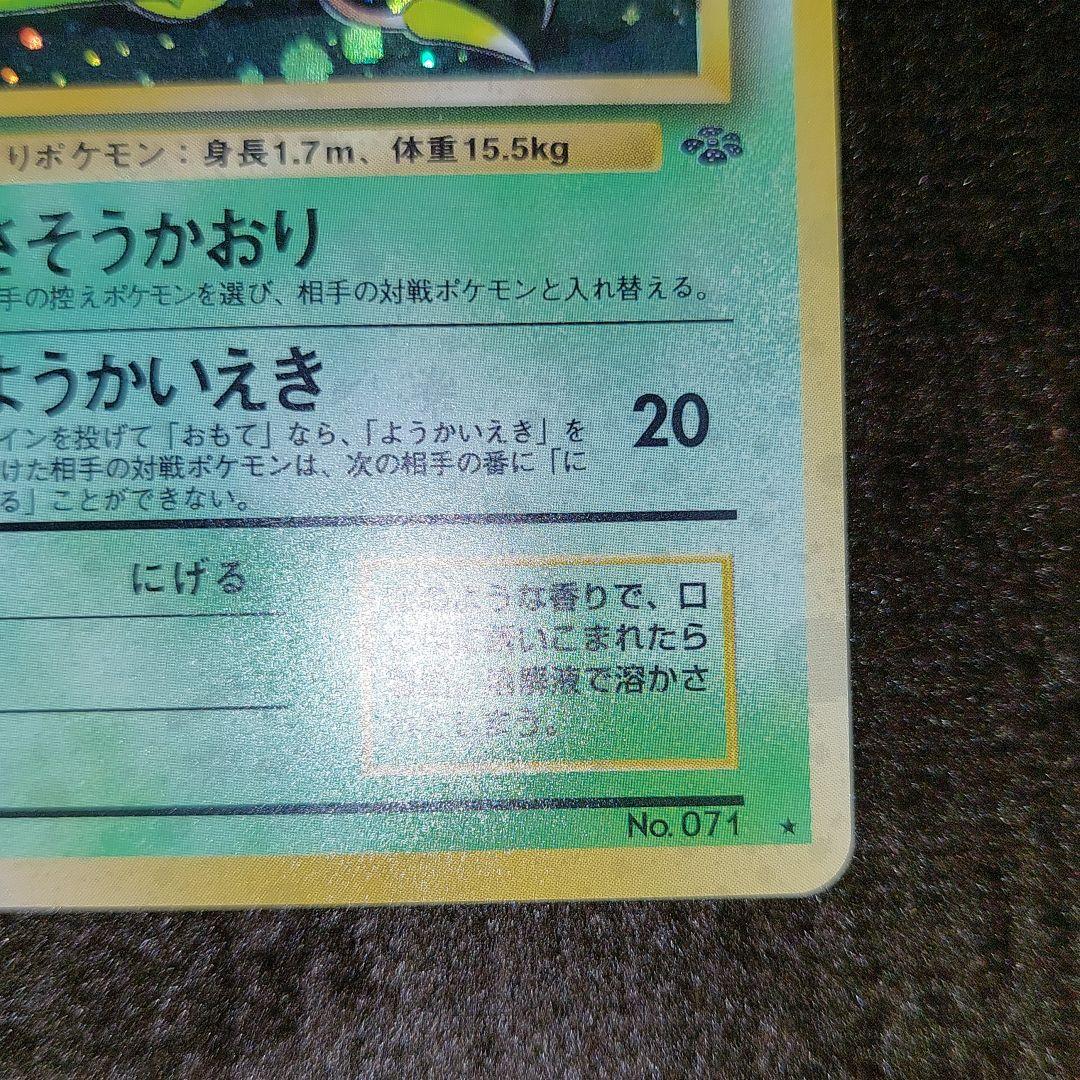 りポケモン：身長1.7m、体重15.5kg
さそうかおり
手の控えポケモンを選び、相手の対戦ポケモンと入れ替える。
ようかいえき
20
インを投げて「おもて」なら、「ようかいえき」を
けた相手の対戦ポケモンは、次の相手の番に「に
る」ことができない。
にげる
ような香りで、口
いこまれたら
溶解液で溶かさ
れてしまう。
No. 071 ★